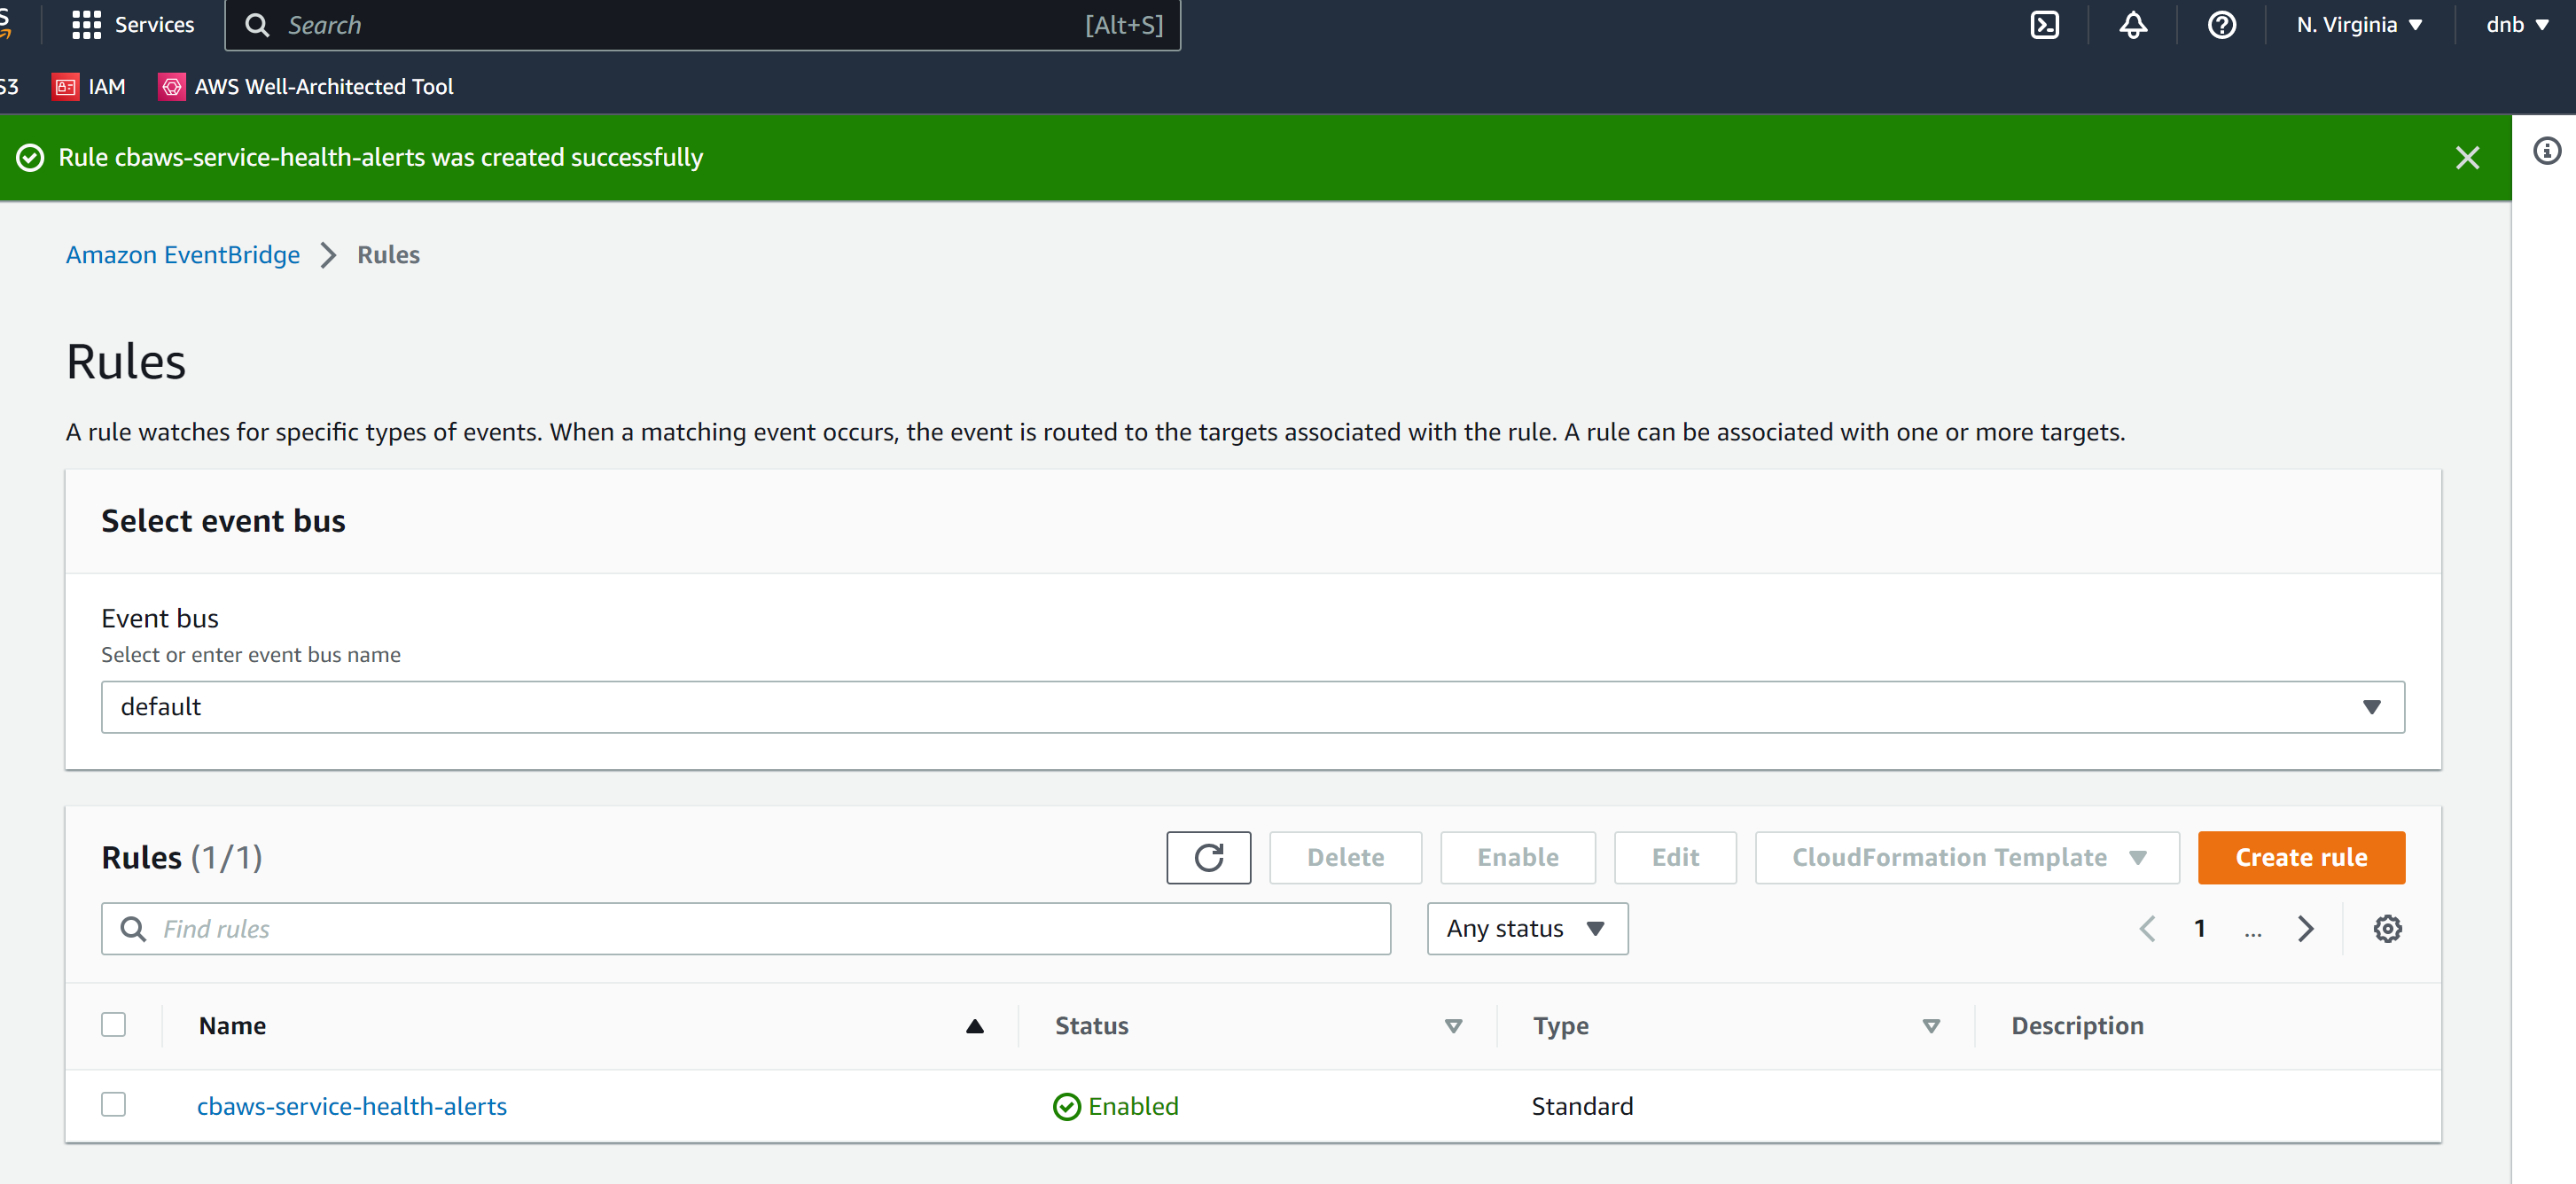 Services
Search [Alt+S]
N. Virginia
dnb
S3
IAM
AWS Well-Architected Tool
Rule cbaws-service-health-alerts was created successfully
Amazon EventBridge > Rules
Rules
A rule watches for specific types of events. When a matching event occurs, the event is routed to the targets associated with the rule. A rule can be associated with one or more targets.
Select event bus
Event bus
Select or enter event bus name
default
Rules (1/1)
Delete
Enable
Edit
CloudFormation Template
Create rule
Find rules
Any status
1 ...
Name Status Type Description
cbaws-service-health-alerts Enabled Standard